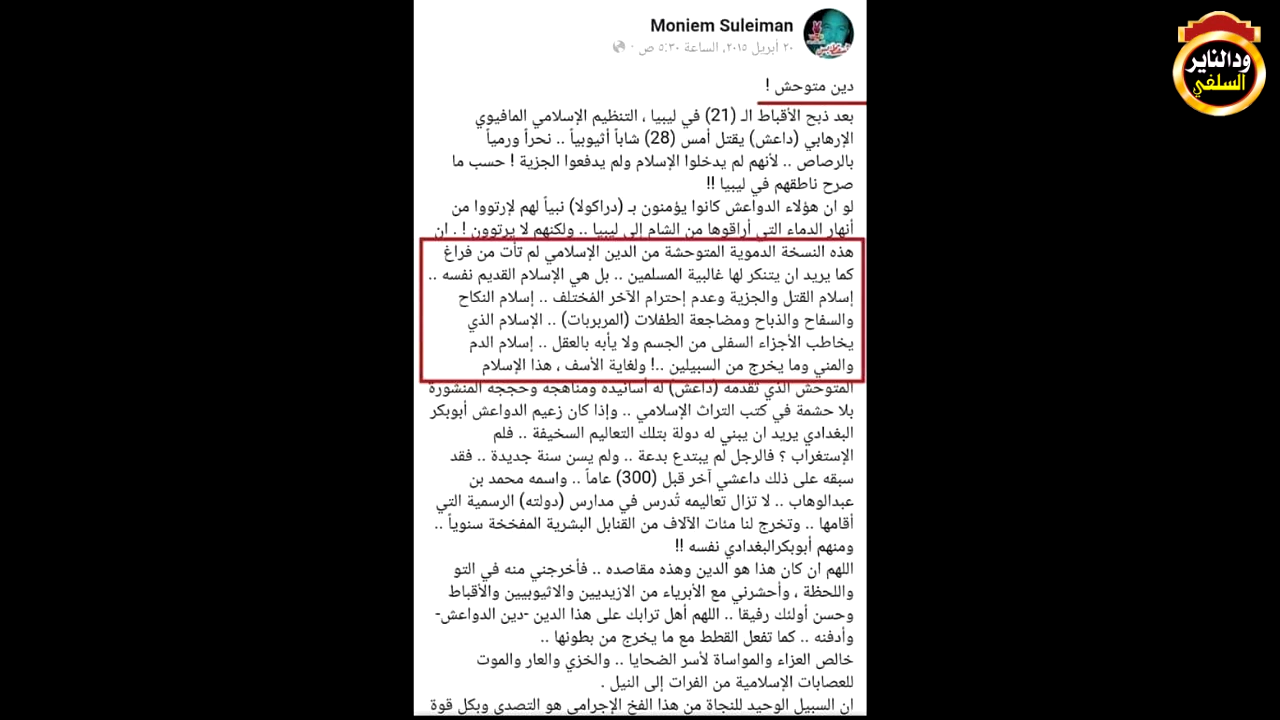 Moniem Suleiman
٢٠ أبريل ٢٠١٥، الساعة ٥:٣٠ ص ·
دين متوحش !
بعد ذبح الأقباط الـ (21) في ليبيا ، التنظيم الإسلامي المافيوي
الإرهابي (داعش) يقتل أمس (28) شاباً أثيوبياً .. نحراً ورمياً
بالرصاص .. لأنهم لم يدخلوا الإسلام ولم يدفعوا الجزية ! حسب ما
صرح ناطقهم في ليبيا !!
لو ان هؤلاء الدواعش كانوا يؤمنون بـ (دراكولا) نبياً لهم لإرتووا من
أنهار الدماء التي أراقوها من الشام إلى ليبيا .. ولكنهم لا يرتوون ! . ان
هذه النسخة الدموية المتوحشة من الدين الإسلامي لم تأت من فراغ
كما يريد ان يتنكر لها غالبية المسلمين .. بل هي الإسلام القديم نفسه ..
إسلام القتل والجزية وعدم إحترام الآخر المُختلف .. إسلام النكاح
والسفاح والذباح ومضاجعة الطفلات (المربربات) .. الإسلام الذي
يخاطب الأجزاء السفلى من الجسم ولا يأبه بالعقل .. إسلام الدم
والمني وما يخرج من السبيلين ..! ولغاية الأسف ، هذا الإسلام
المتوحش الذي تقدمه (داعش) له أسانيده ومناهجه وحججه المنشورة
بلا حشمة في كتب التراث الإسلامي .. وإذا كان زعيم الدواعش أبوبكر
البغدادي يريد ان يبني له دولة بتلك التعاليم السخيفة .. فلم
الإستغراب ؟ فالرجل لم يبتدع بدعة .. ولم يسن سنة جديدة .. فقد
سبقه على ذلك داعشي آخر قبل (300) عاماً .. واسمه محمد بن
عبدالوهاب .. لا تزال تعاليمه تُدرس في مدارس (دولته) الرسمية التي
أقامها .. وتخرج لنا مئات الآلاف من القنابل البشرية المفخخة سنوياً ..
ومنهم أبوبكرالبغدادي نفسه !!
اللهم ان كان هذا هو الدين وهذه مقاصده .. فأخرجني منه في التو
واللحظة ، وأحشرني مع الأبرياء من الازيديين والاثيوبيين والأقباط
وحسن أولئك رفيقا .. اللهم أهل ترابك على هذا الدين -دين الدواعش-
وأدفنه .. كما تفعل القطط مع ما يخرج من بطونها ..
خالص العزاء والمواساة لأسر الضحايا .. والخزي والعار والموت
للعصابات الإسلامية من الفرات إلى النيل .
ان السبيل الوحيد للنجاة من هذا الفخ الإجرامي هو التصدي وبكل قوة
ودالناير
السلفي